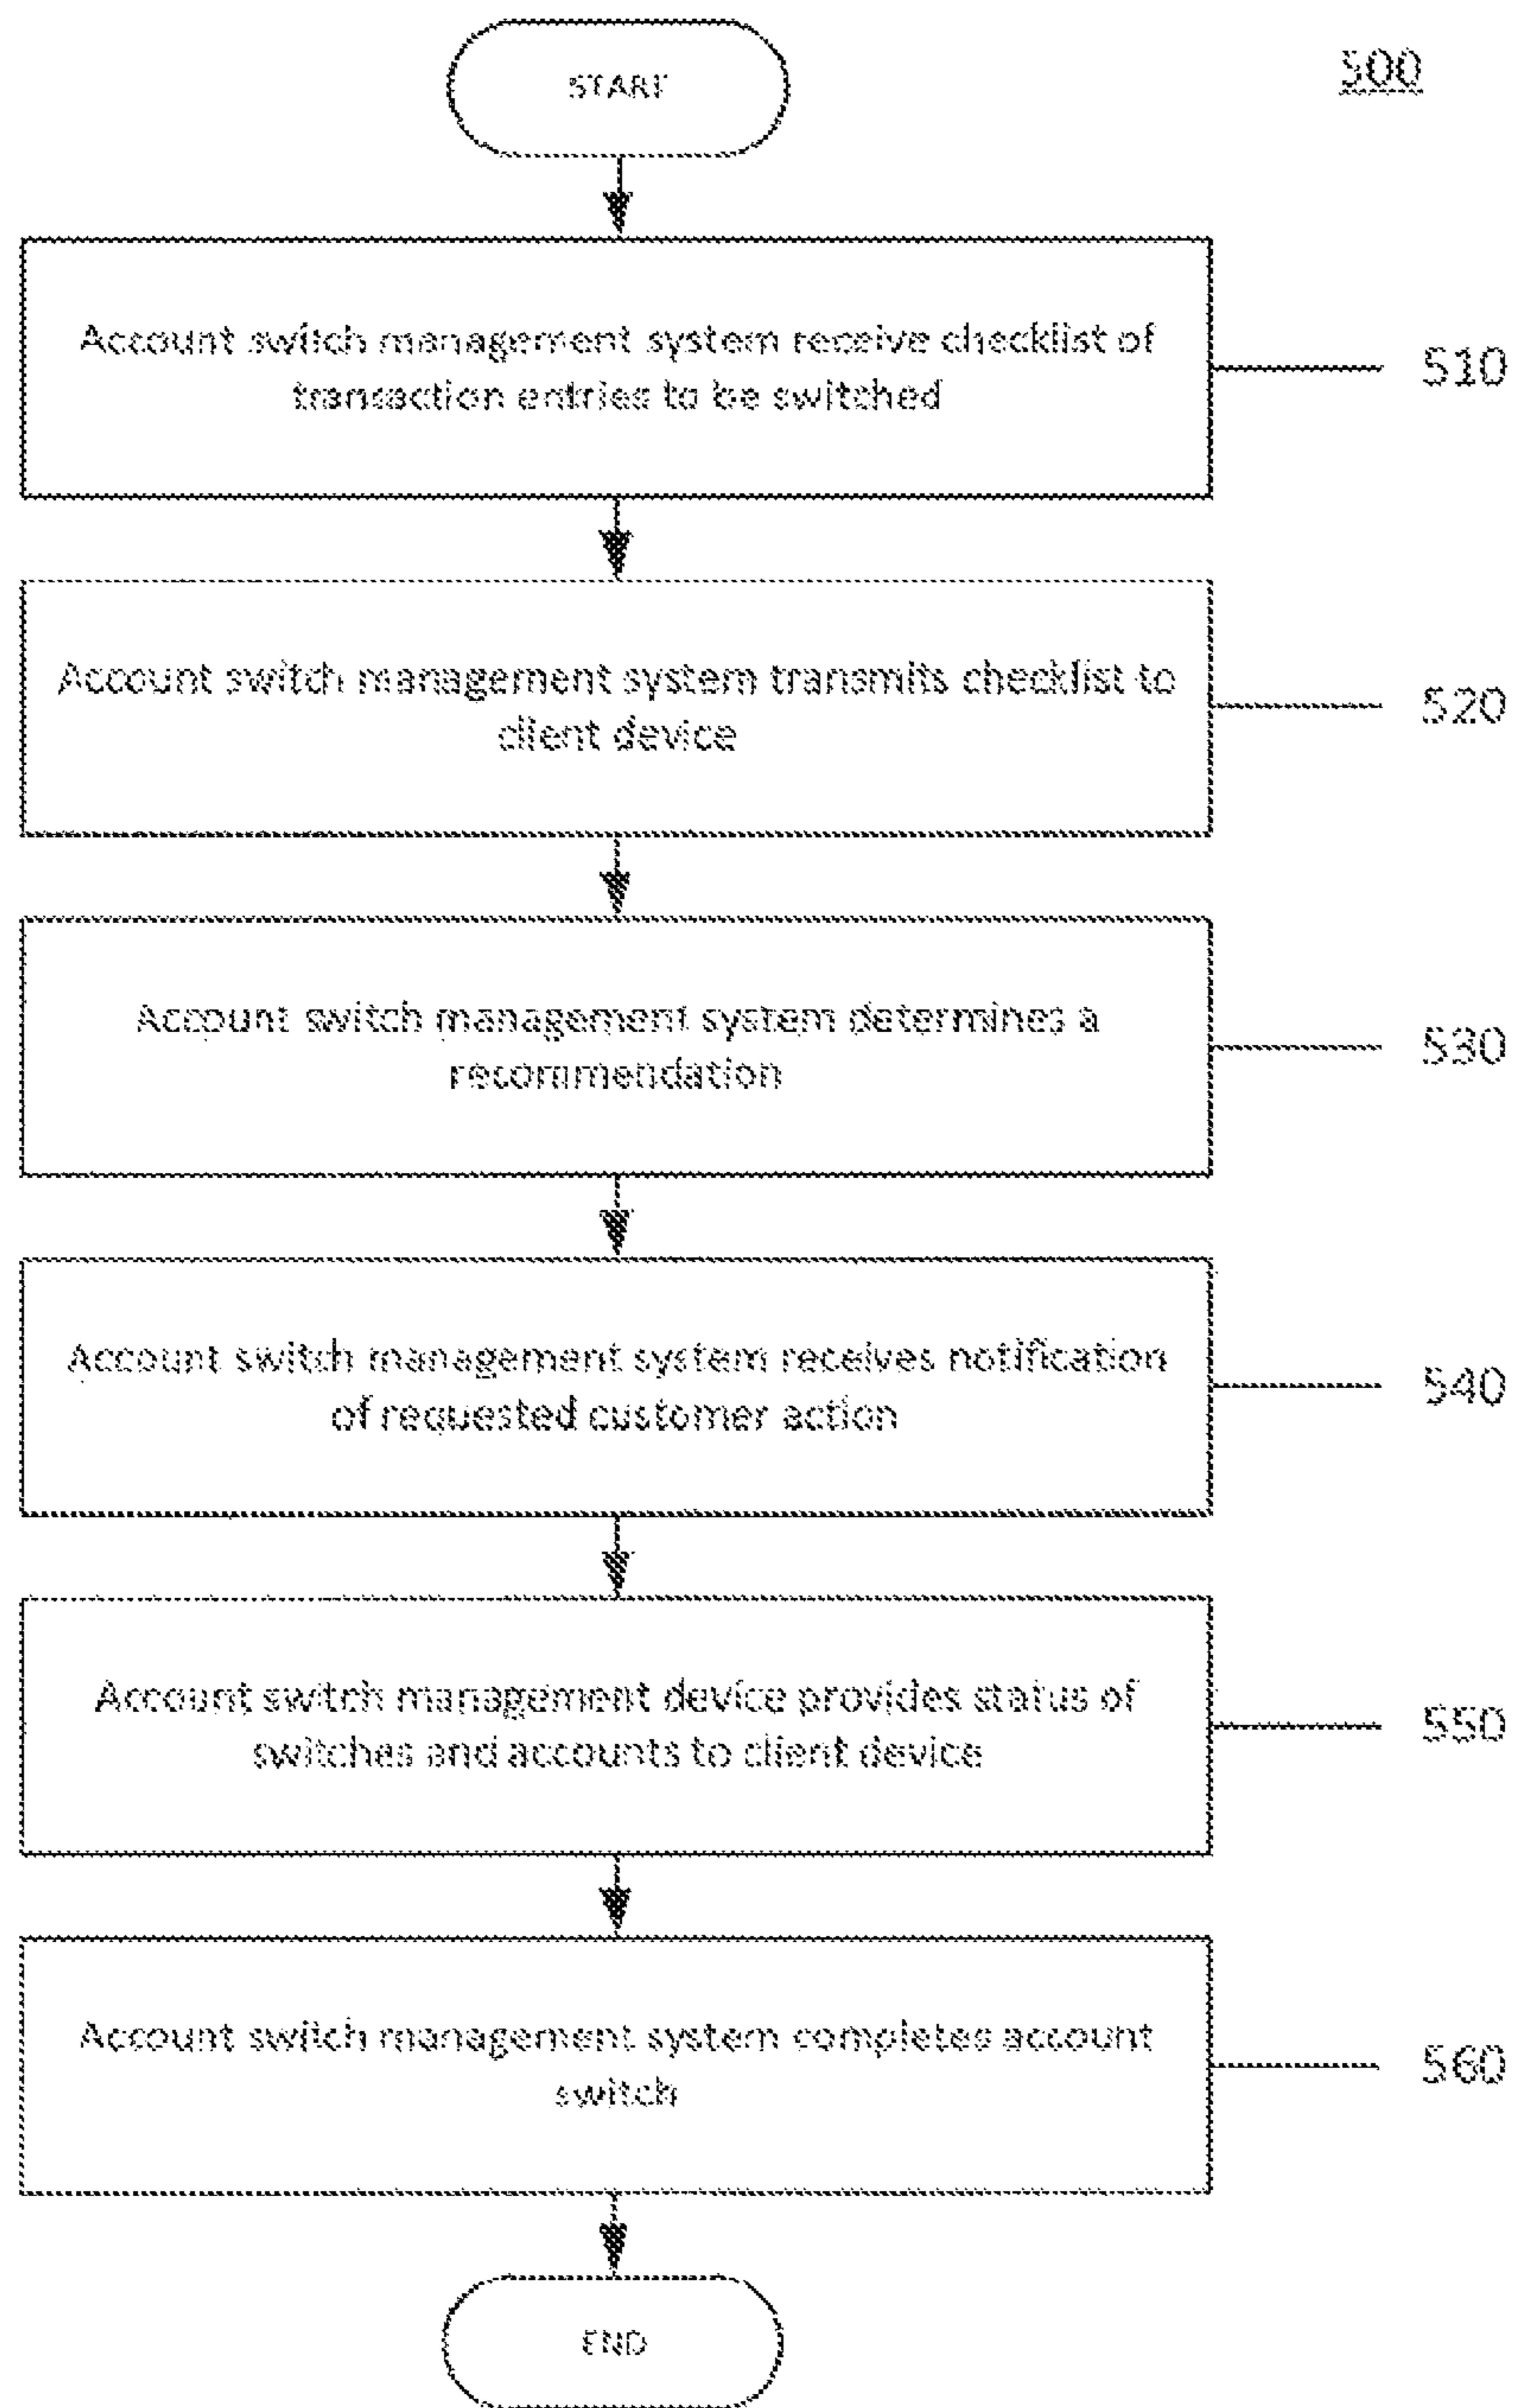 START
500
Account switch management system receive checklist of
transaction entries to be switched
510
Account switch management system transmits checklist to
client device
520
Account switch management system determines a
recommendation
530
Account switch management system receives notification
of requested customer action
540
Account switch management device provides status of
switches and accounts to client device
550
Account switch management system completes account
switch
560
END